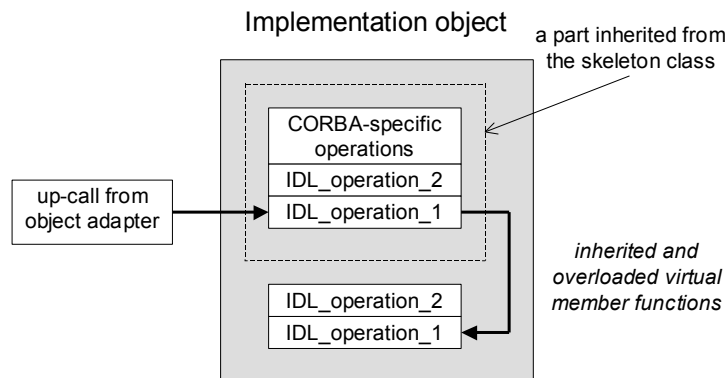 Implementation object
a part inherited from
the skeleton class
CORBA-specific
operations
IDL_operation_2
IDL_operation_1
up-call from
object adapter
inherited and
overloaded virtual
member functions
IDL_operation_2
IDL_operation_1